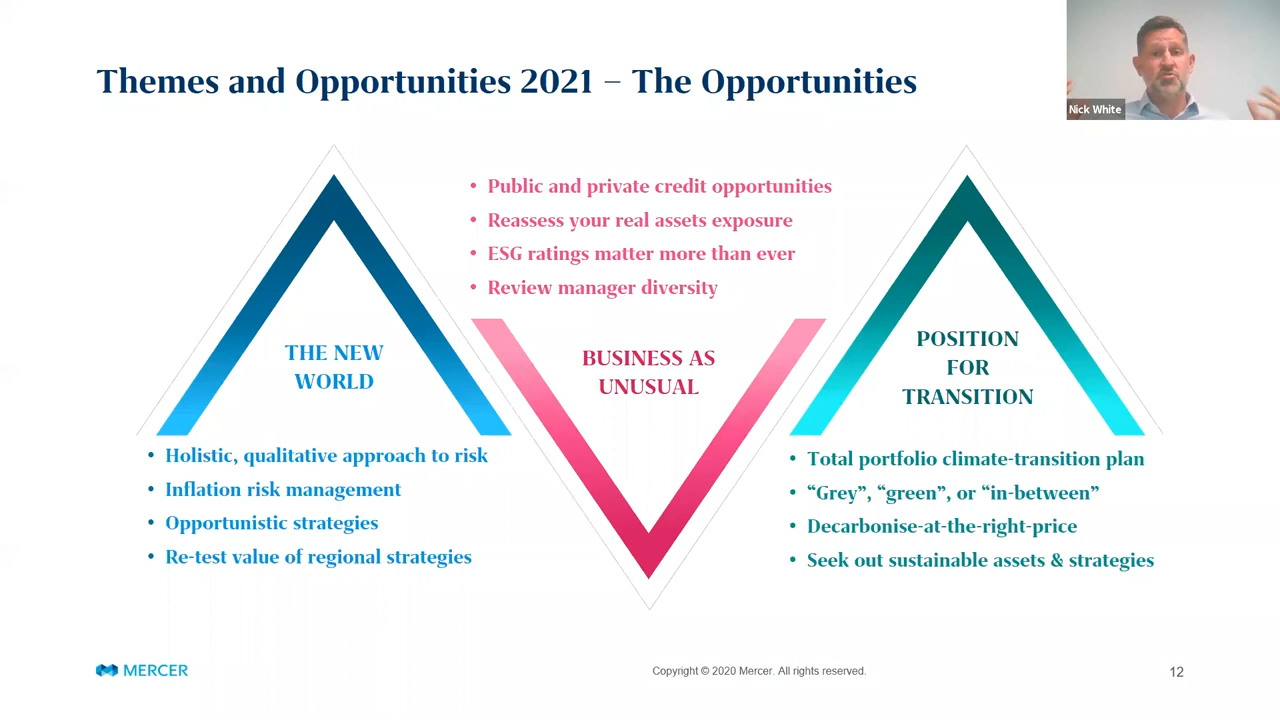 Themes and Opportunities 2021 – The Opportunities
Nick White
• Public and private credit opportunities
• Reassess your real assets exposure
• ESG ratings matter more than ever
• Review manager diversity
THE NEW
WORLD
BUSINESS AS
UNUSUAL
POSITION
FOR
TRANSITION
• Holistic, qualitative approach to risk
• Inflation risk management
• Opportunistic strategies
• Re-test value of regional strategies
• Total portfolio climate-transition plan
• “Grey”, “green”, or “in-between”
• Decarbonise-at-the-right-price
• Seek out sustainable assets & strategies
MERCER
Copyright © 2020 Mercer. All rights reserved.
12